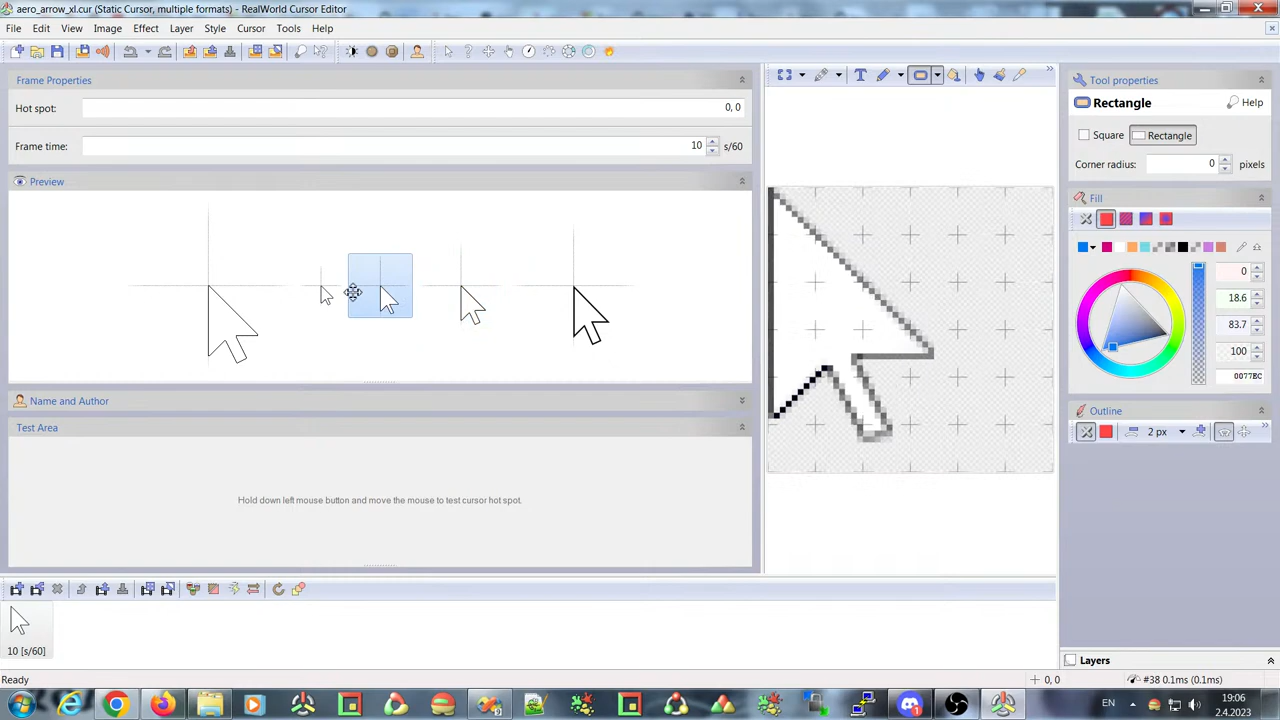 aero_arrow_xl.cur (Static Cursor, multiple formats) - RealWorld Cursor Editor
File Edit View Image Effect Layer Style Cursor Tools Help
Frame Properties
Hot spot: 0, 0
Frame time: 10 s/60
Preview
Name and Author
Test Area
Hold down left mouse button and move the mouse to test cursor hot spot.
10 [s/60]
Tool properties
Rectangle Help
Square Rectangle
Corner radius: 0 pixels
Fill
0
18.6
83.7
100
0077BC
Outline
2 px
Layers
Ready 0, 0 #38 0.1ms (0.1ms)
EN 19:06
2.4.2023